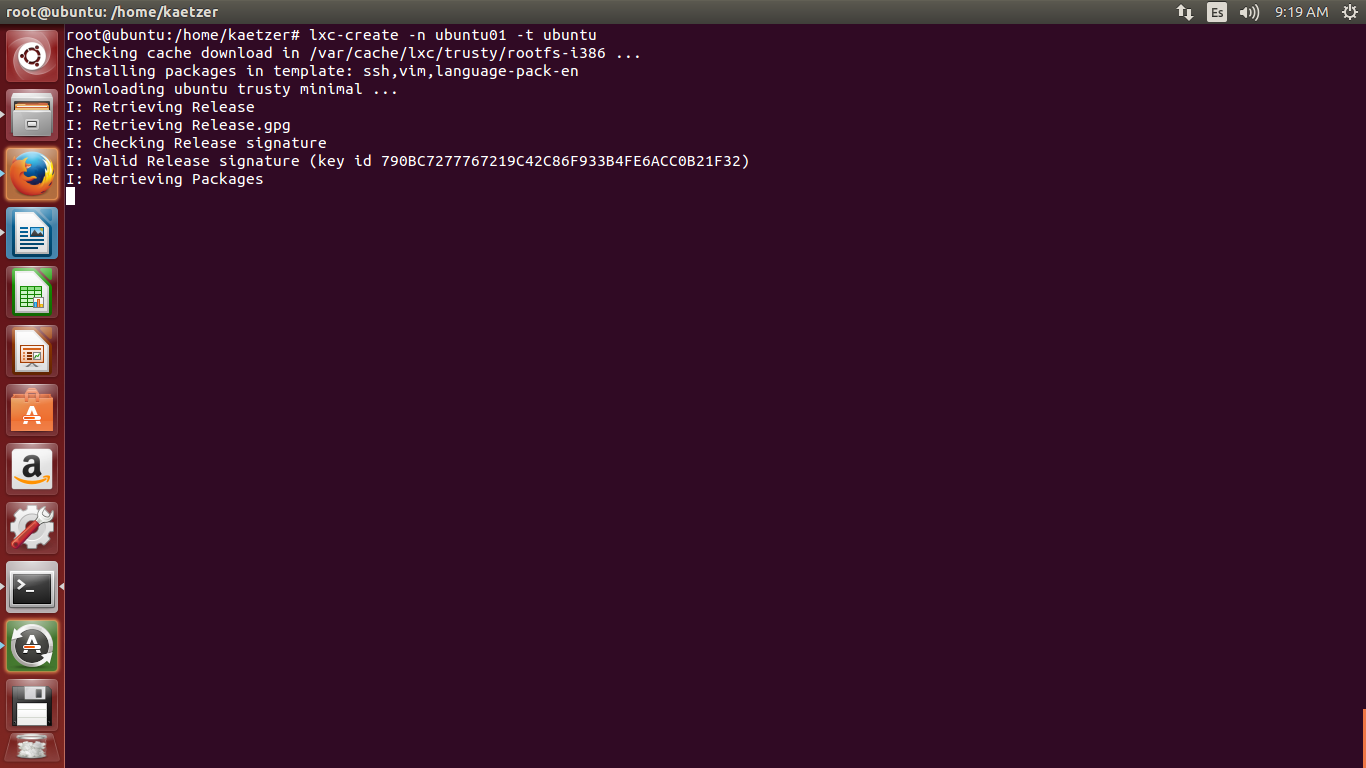 root@ubuntu: /home/kaetzer
Es
9:19 AM
root@ubuntu:/home/kaetzer# lxc-create -n ubuntu01 -t ubuntu
Checking cache download in /var/cache/lxc/trusty/rootfs-i386 ...
Installing packages in template: ssh,vim,language-pack-en
Downloading ubuntu trusty minimal ...
I: Retrieving Release
I: Retrieving Release.gpg
I: Checking Release signature
I: Valid Release signature (key id 790BC7277767219C42C86F933B4FE6ACC0B21F32)
I: Retrieving Packages